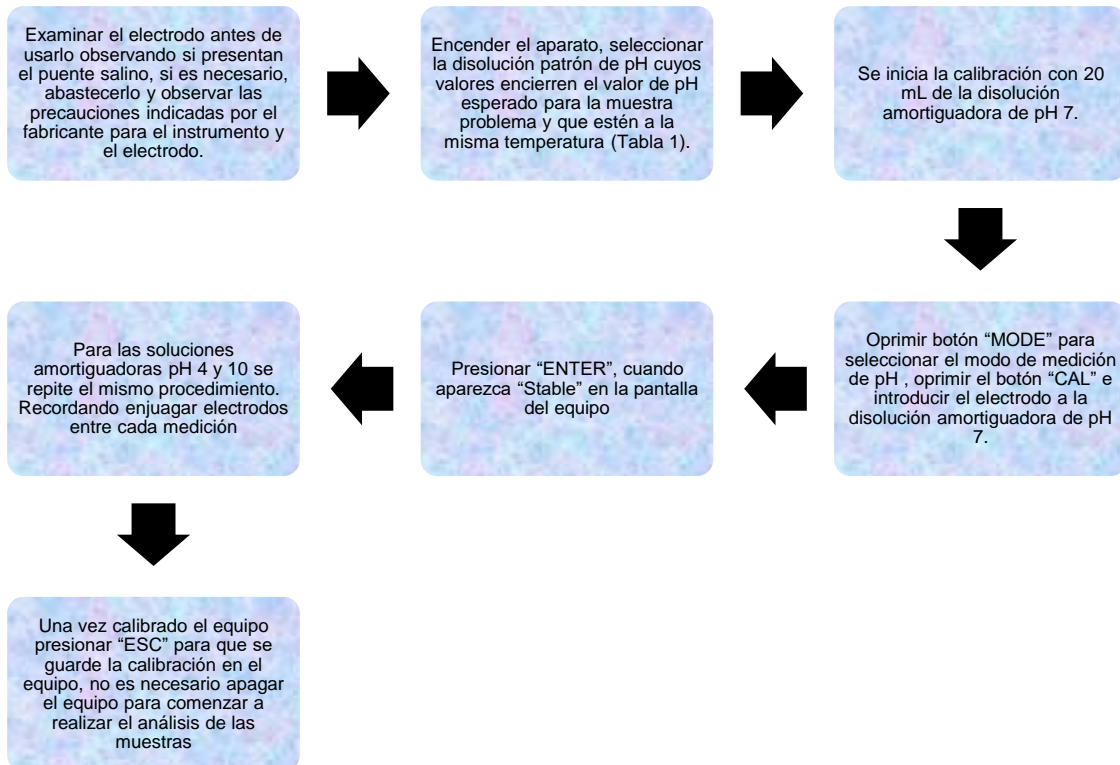 Examinar el electrodo antes de
usarlo observando si presentan
el puente salino, si es necesario,
abastecerlo y observar las
precauciones indicadas por el
fabricante para el instrumento y
el electrodo.
Encender el aparato, seleccionar
la disolución patrón de pH cuyos
valores encierren el valor de pH
esperado para la muestra
problema y que estén a la
misma temperatura (Tabla 1).
Se inicia la calibración con 20
mL de la disolución
amortiguadora de pH 7.
Oprimir botón “MODE” para
seleccionar el modo de medición
de pH , oprimir el botón “CAL” e
introducir el electrodo a la
disolución amortiguadora de pH
7.
Presionar “ENTER”, cuando
aparezca “Stable” en la pantalla
del equipo
Para las soluciones
amortiguadoras pH 4 y 10 se
repite el mismo procedimiento.
Recordando enjuagar electrodos
entre cada medición
Una vez calibrado el equipo
presionar “ESC” para que se
guarde la calibración en el
equipo, no es necesario apagar
el equipo para comenzar a
realizar el análisis de las
muestras